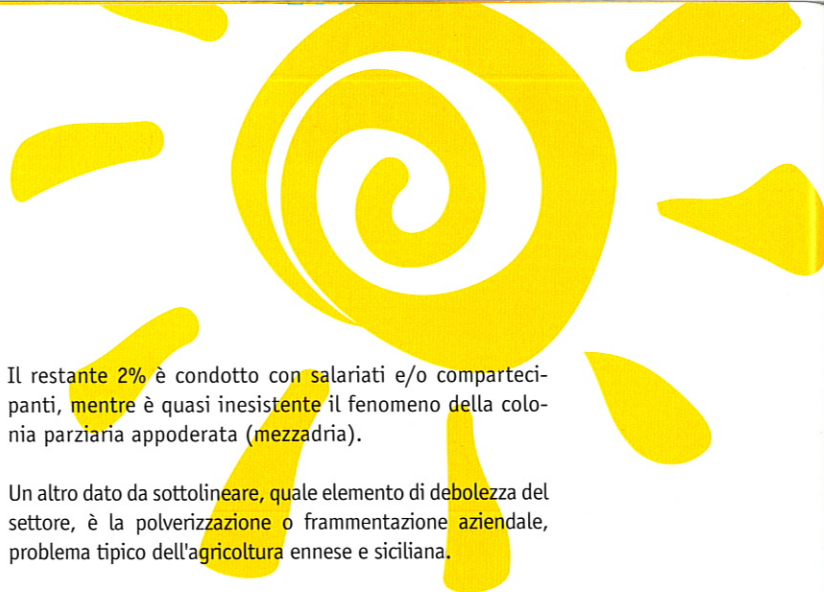 Il restante 2% è condotto con salariati e/o comparteci-
panti, mentre è quasi inesistente il fenomeno della colo-
nia parziaria appoderata (mezzadria).
Un altro dato da sottolineare, quale elemento di debolezza del
settore, è la polverizzazione o frammentazione aziendale,
problema tipico dell'agricoltura ennese e siciliana.